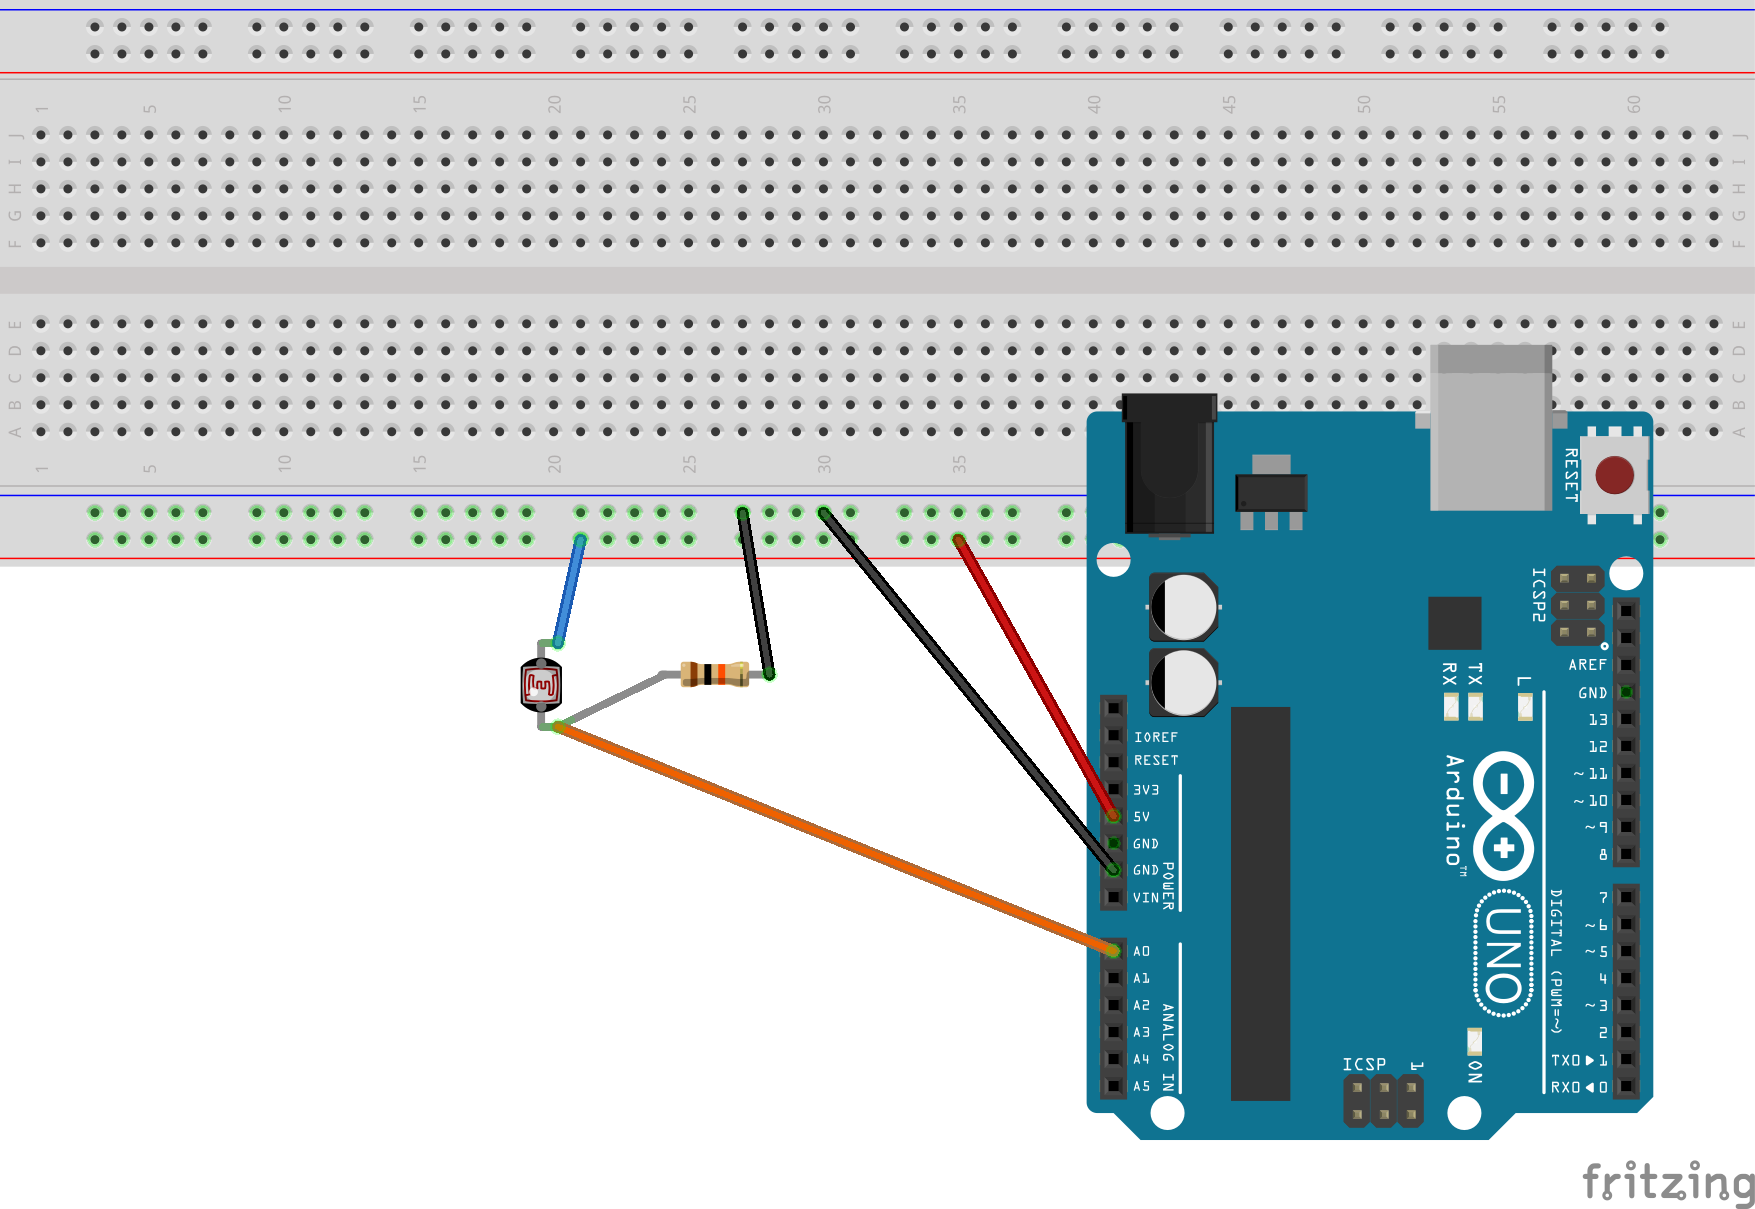 1 5 10 15 20 25 30 35 40 45 50 55 60
J J
I I
H H
G G
F F
E E
D D
C C
B B
A A
1 5 10 15 20 25 30 35
RESET
ICSP2
AREF
RX TX L
GND
13
12
~11
~10
~9
8
IOREF
RESET
3V3
5V
GND
GND
VIN
POWER
Arduino™
UNO
7
~6
~5
4
~3
2
TX0▶1
RX0◀0
DIGITAL (PWM=~)
A0
A1
A2
A3
A4
A5
ANALOG IN
ICSP 1
ON
fritzing